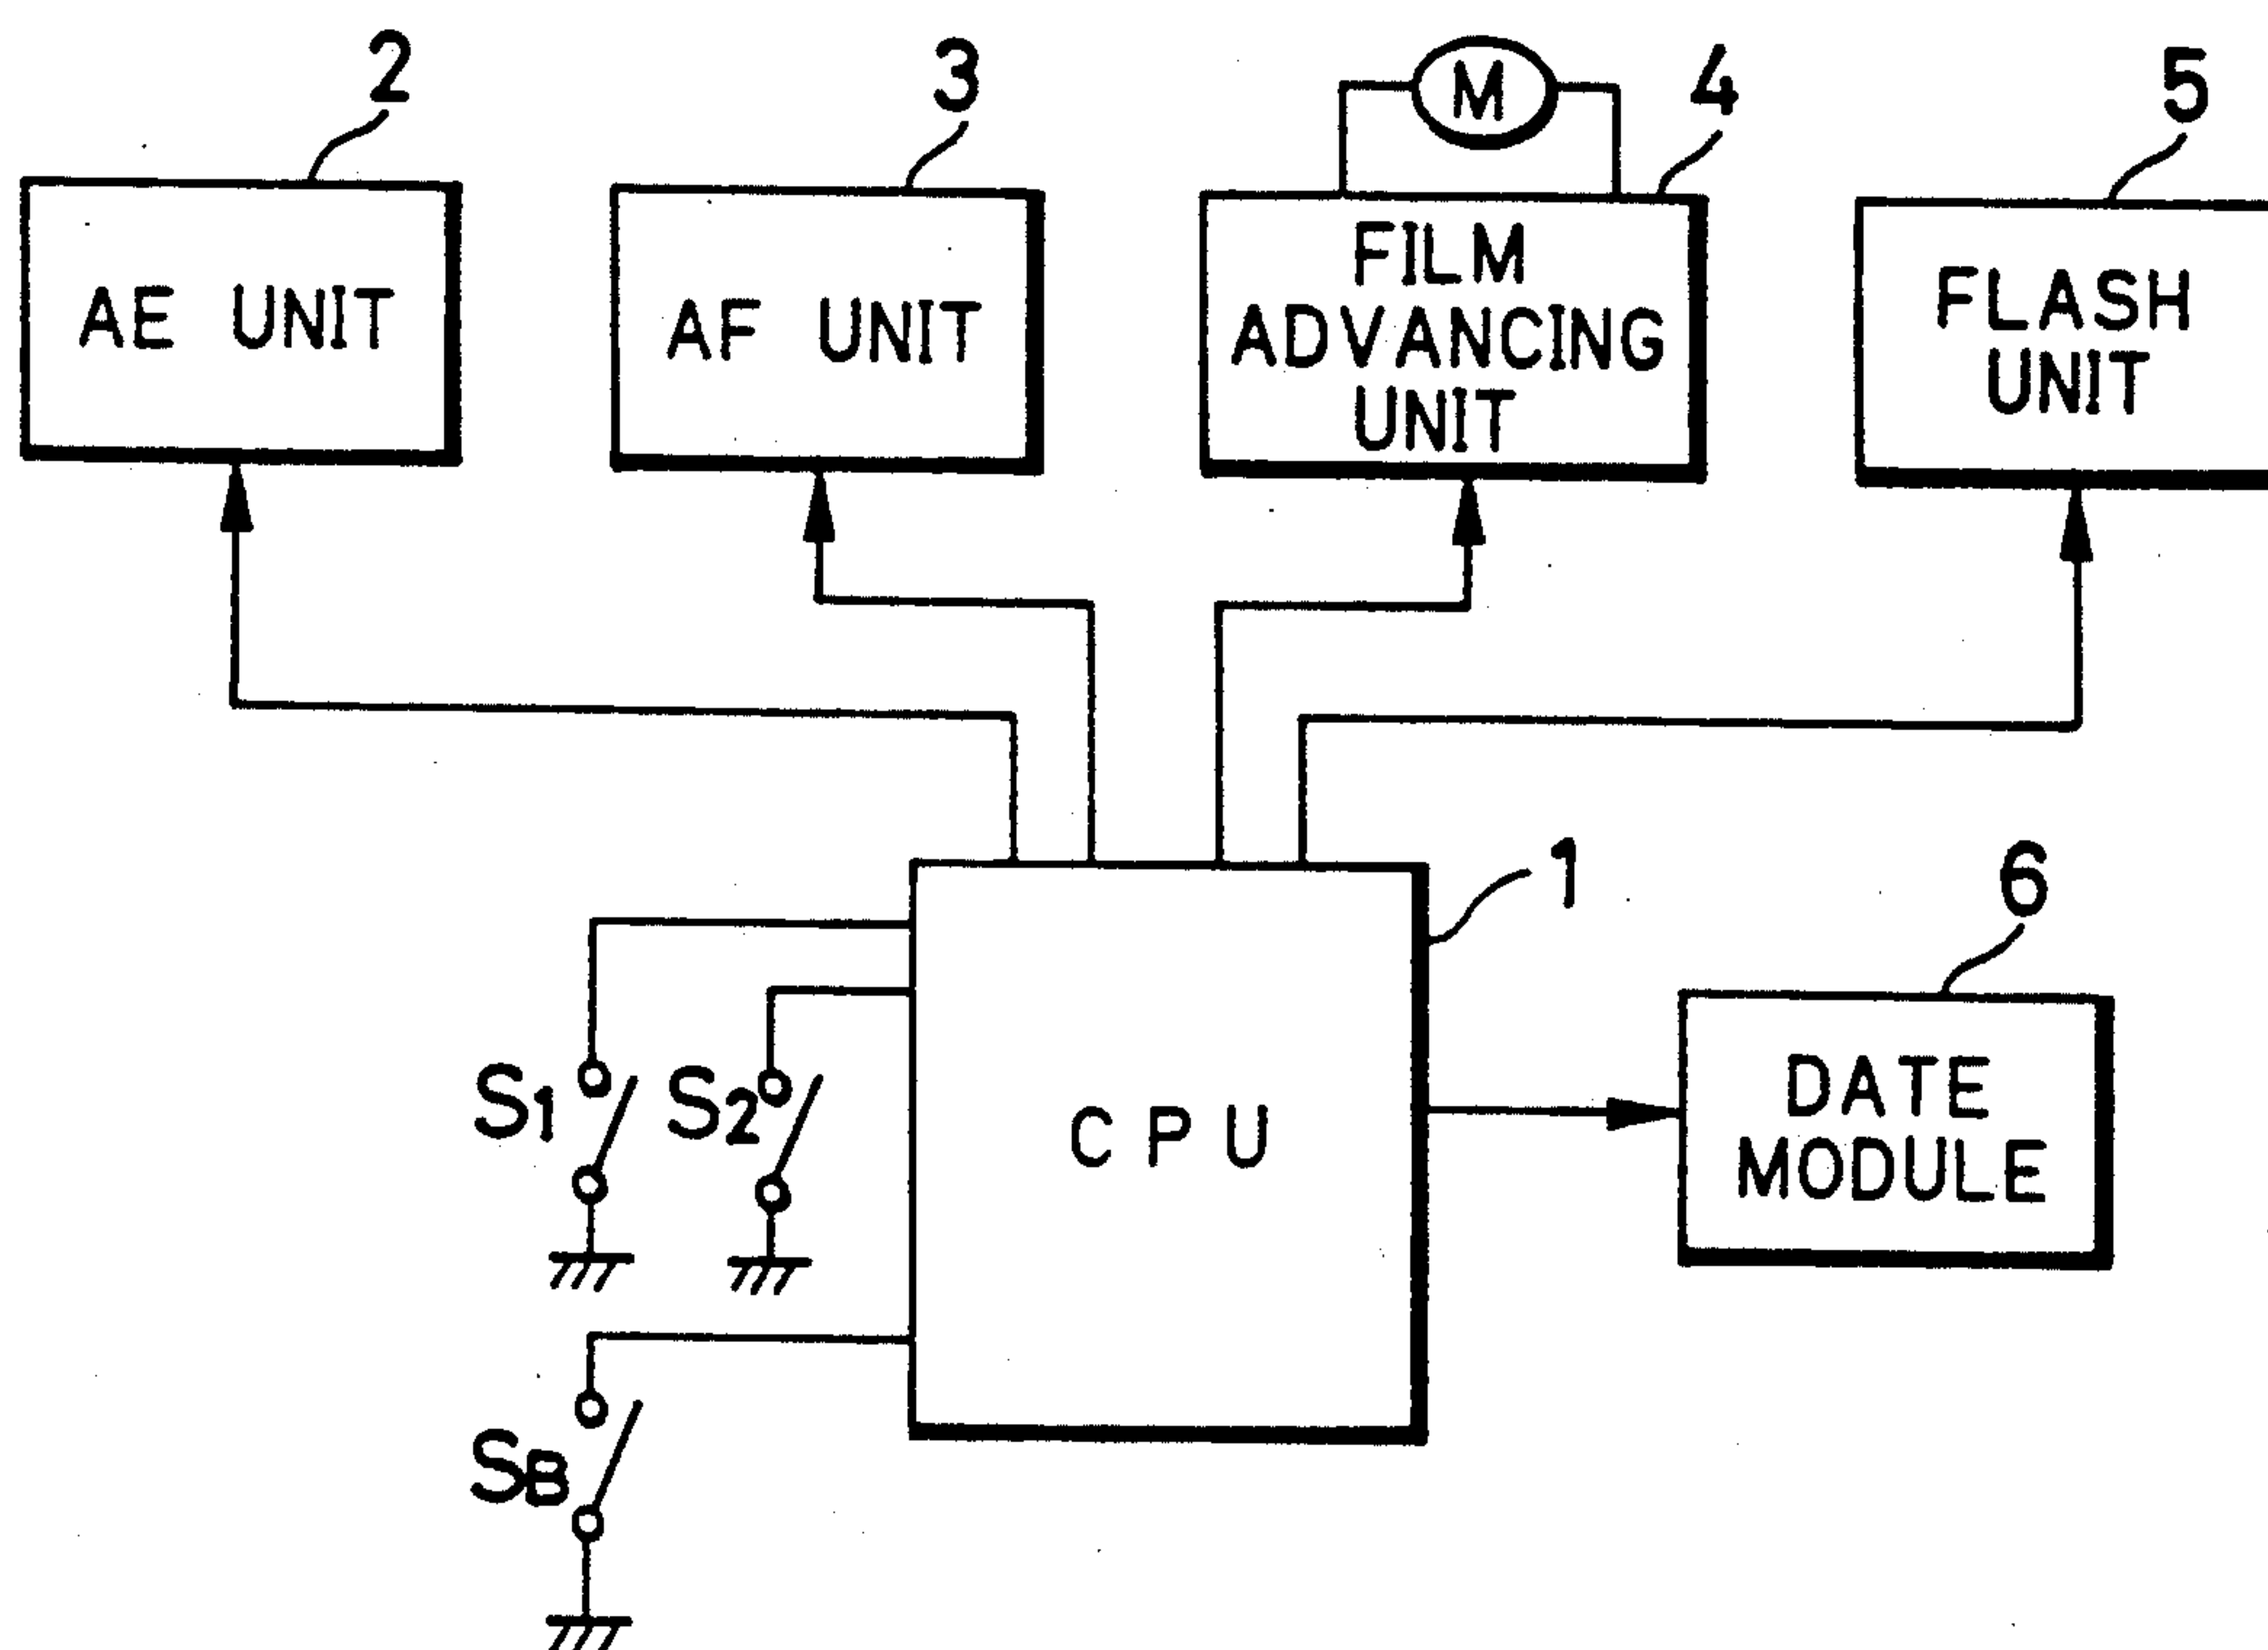 2
3
M
4
5
AE UNIT
AF UNIT
FILM
ADVANCING
UNIT
FLASH
UNIT
1
6
S1
S2
CPU
DATE
MODULE
SB